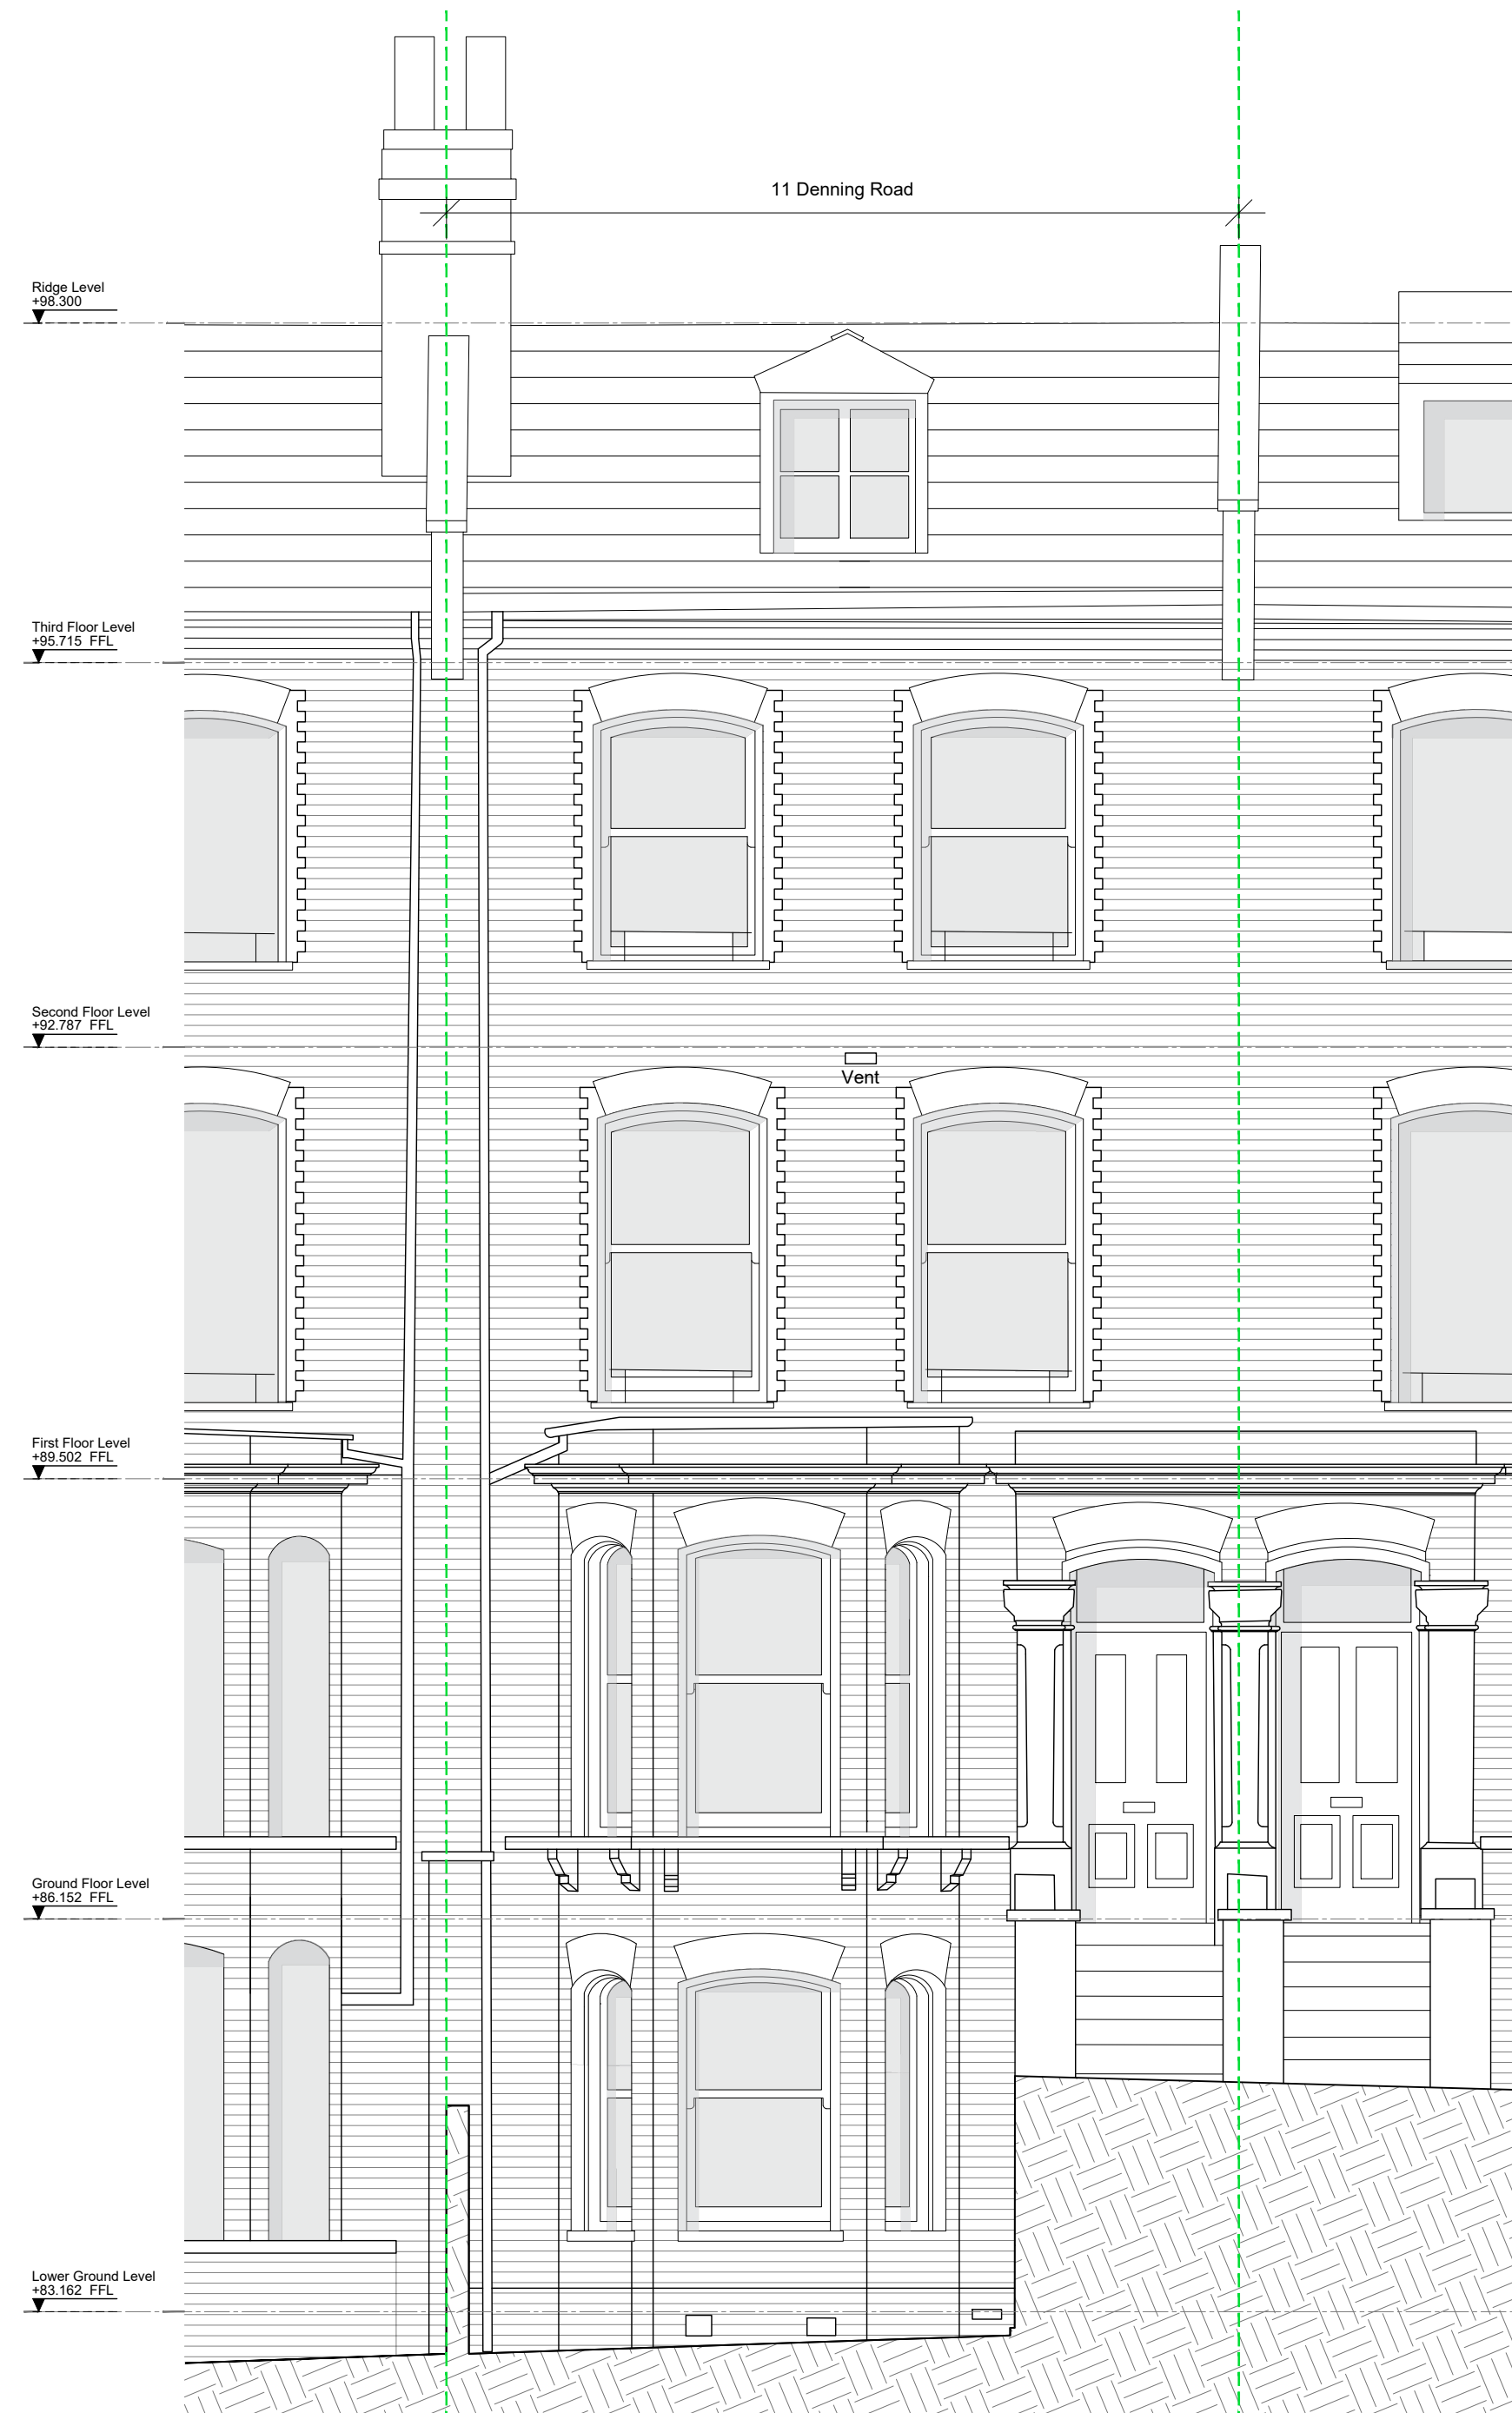 11 Denning Road
Ridge Level
+98.300
Third Floor Level
+95.715 FFL
Second Floor Level
+92.787 FFL
Vent
First Floor Level
+89.502 FFL
Ground Floor Level
+86.152 FFL
Lower Ground Level
+83.162 FFL